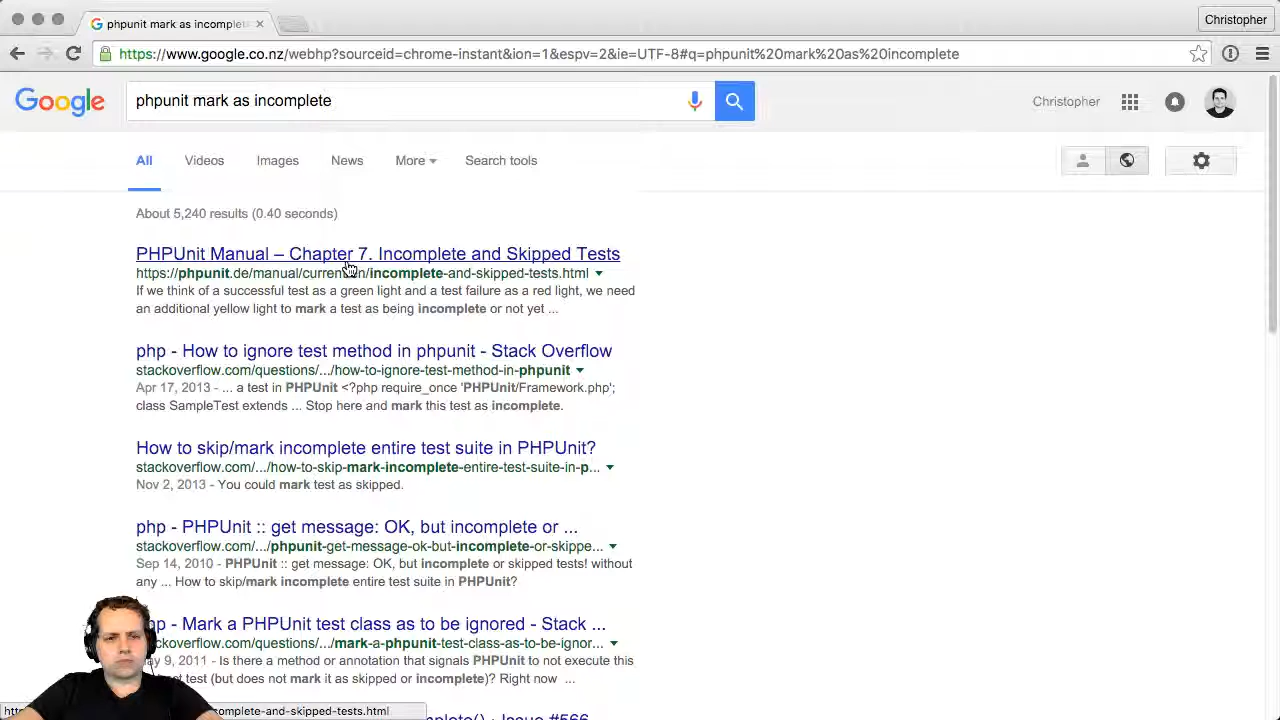 phpunit mark as incomplet
Christopher
https://www.google.co.nz/webhp?sourceid=chrome-instant&ion=1&espv=2&ie=UTF-8#q=phpunit%20mark%20as%20incomplete
Google
phpunit mark as incomplete
Christopher
All Videos Images News More Search tools
About 5,240 results (0.40 seconds)
PHPUnit Manual – Chapter 7. Incomplete and Skipped Tests
https://phpunit.de/manual/current/en/incomplete-and-skipped-tests.html
If we think of a successful test as a green light and a test failure as a red light, we need
an additional yellow light to mark a test as being incomplete or not yet ...
php - How to ignore test method in phpunit - Stack Overflow
stackoverflow.com/questions/.../how-to-ignore-test-method-in-phpunit
Apr 17, 2013 - ... a test in PHPUnit <?php require_once 'PHPUnit/Framework.php';
class SampleTest extends ... Stop here and mark this test as incomplete.
How to skip/mark incomplete entire test suite in PHPUnit?
stackoverflow.com/.../how-to-skip-mark-incomplete-entire-test-suite-in-p...
Nov 2, 2013 - You could mark test as skipped.
php - PHPUnit :: get message: OK, but incomplete or ...
stackoverflow.com/.../phpunit-get-message-ok-but-incomplete-or-skippe...
Sep 14, 2010 - PHPUnit :: get message: OK, but incomplete or skipped tests! without
any ... How to skip/mark incomplete entire test suite in PHPUnit?
php - Mark a PHPUnit test class as to be ignored - Stack ...
stackoverflow.com/questions/.../mark-a-phpunit-test-class-as-to-be-ignor...
May 9, 2011 - Is there a method or annotation that signals PHPUnit to not execute this
test (but does not mark it as skipped or incomplete)? Right now ...
Issue #566
complete-and-skipped-tests.html